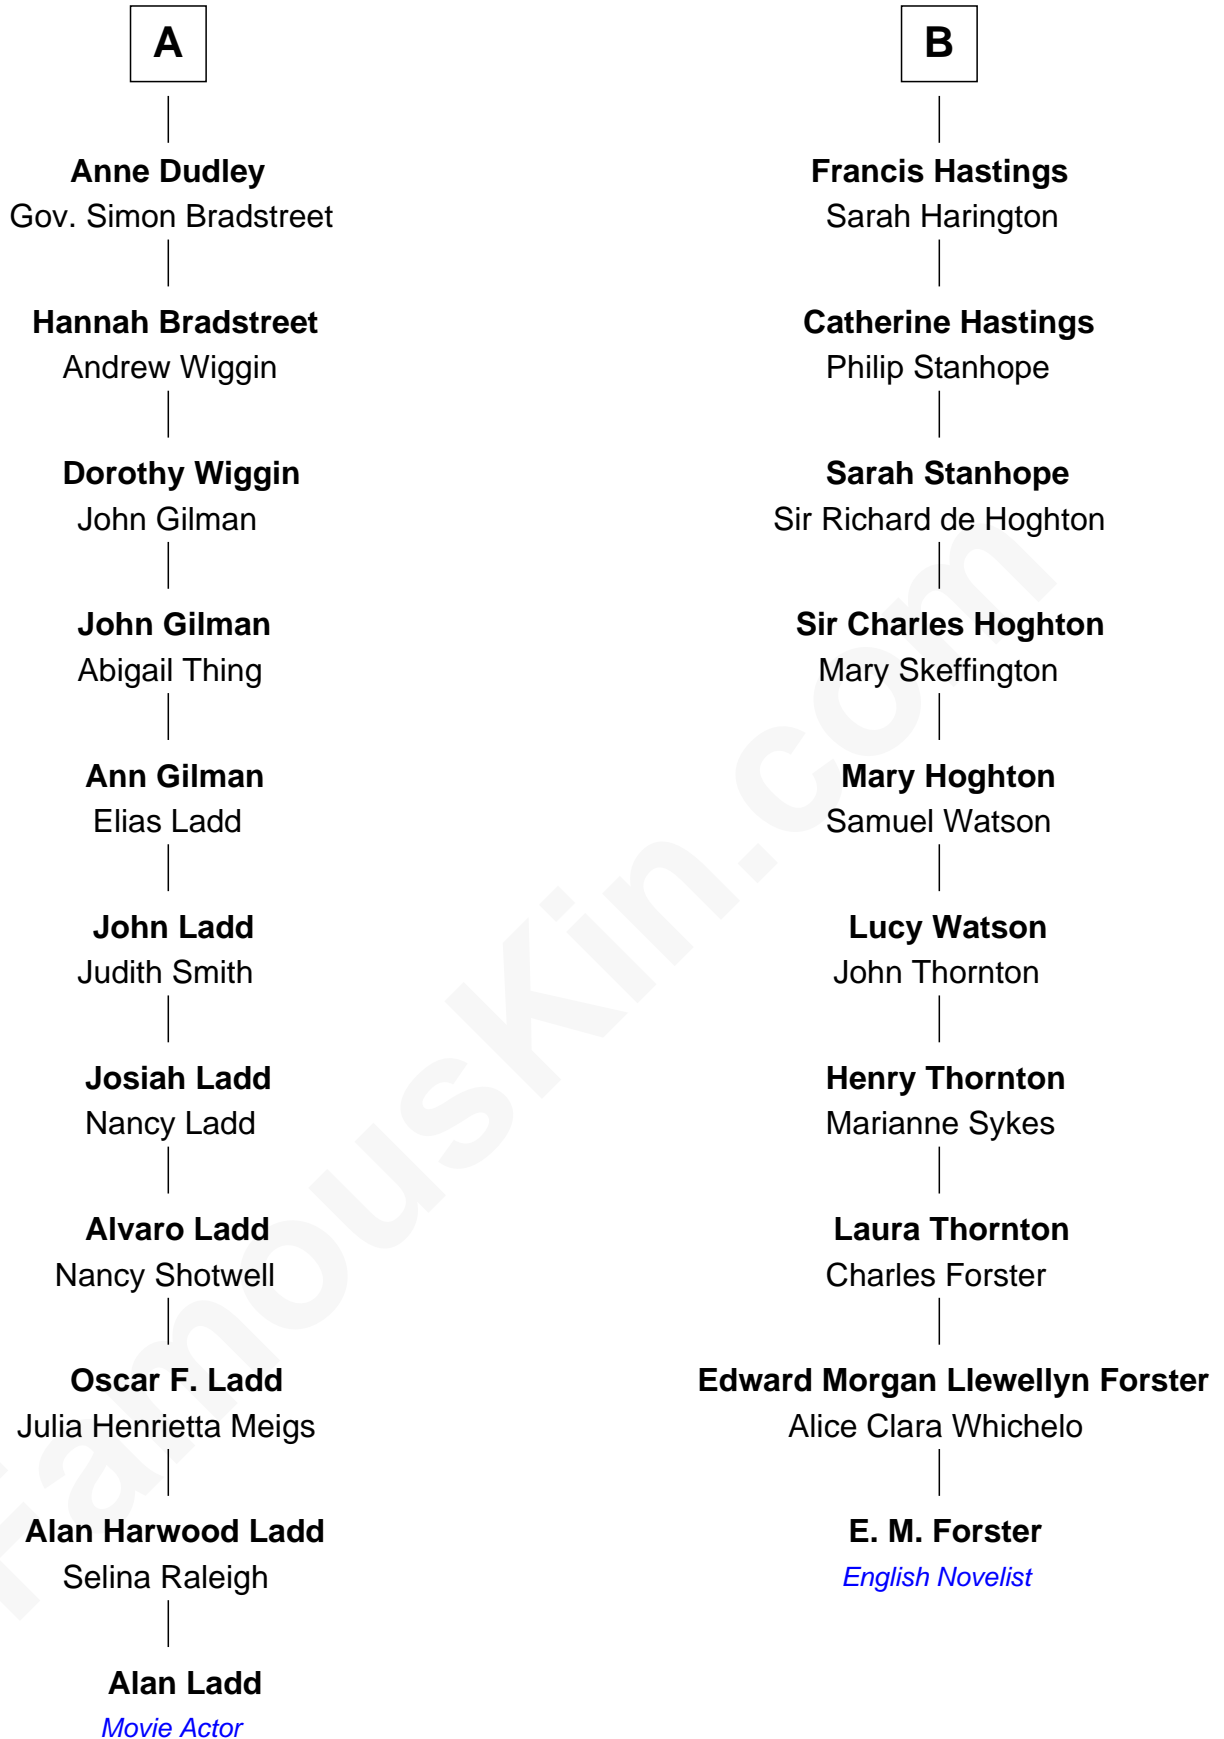 A
Anne Dudley
Gov. Simon Bradstreet
Hannah Bradstreet
Andrew Wiggin
Dorothy Wiggin
John Gilman
John Gilman
Abigail Thing
Ann Gilman
Elias Ladd
John Ladd
Judith Smith
Josiah Ladd
Nancy Ladd
Alvaro Ladd
Nancy Shotwell
Oscar F. Ladd
Julia Henrietta Meigs
Alan Harwood Ladd
Selina Raleigh
Alan Ladd
Movie Actor
B
Francis Hastings
Sarah Harington
Catherine Hastings
Philip Stanhope
Sarah Stanhope
Sir Richard de Hoghton
Sir Charles Hoghton
Mary Skeffington
Mary Hoghton
Samuel Watson
Lucy Watson
John Thornton
Henry Thornton
Marianne Sykes
Laura Thornton
Charles Forster
Edward Morgan Llewellyn Forster
Alice Clara Whichelo
E. M. Forster
English Novelist
FamousKin.com